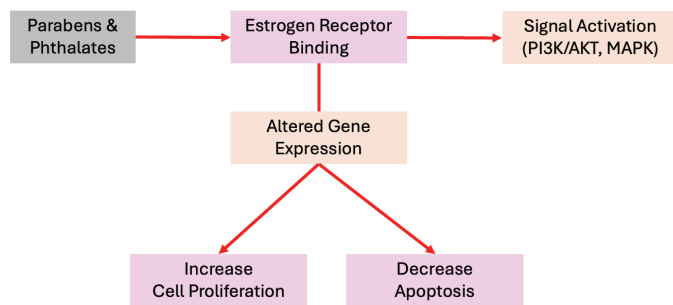 Parabens &
Phthalates
Estrogen Receptor
Binding
Signal Activation
(PI3K/AKT, MAPK)
Altered Gene
Expression
Increase
Cell Proliferation
Decrease
Apoptosis